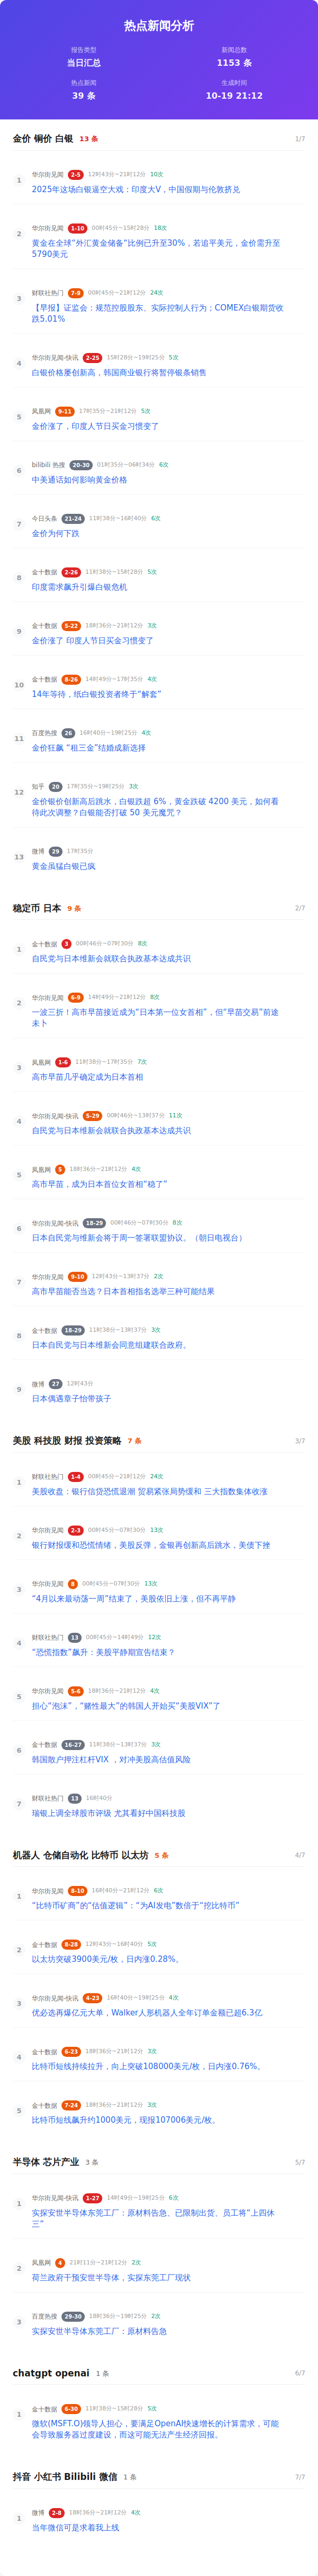 热点新闻分析
报告类型
当日汇总
新闻总数
1153 条
热点新闻
39 条
生成时间
10-19 21:12
金价 铜价 白银 13 条 1/7
1 华尔街见闻 2-5 12时43分~21时12分 10次
2025年这场白银逼空大戏：印度大V，中国假期与伦敦挤兑
2 华尔街见闻 1-10 00时45分~15时28分 18次
黄金在全球“外汇黄金储备”比例已升至30%，若追平美元，金价需升至
5790美元
3 财联社热门 7-9 00时45分~21时12分 24次
【早报】证监会：规范控股股东、实际控制人行为；COMEX白银期货收
跌5.01%
4 华尔街见闻-快讯 2-25 15时28分~19时25分 5次
白银价格屡创新高，韩国商业银行将暂停银条销售
5 凤凰网 9-11 17时35分~21时12分 5次
金价涨了，印度人节日买金习惯变了
6 bilibili 热搜 20-30 01时35分~06时34分 6次
中美通话如何影响黄金价格
7 今日头条 21-24 11时38分~16时40分 6次
金价为何下跌
8 金十数据 2-26 11时38分~15时28分 5次
印度需求飙升引爆白银危机
9 金十数据 5-22 18时36分~21时12分 3次
金价涨了 印度人节日买金习惯变了
10 金十数据 8-26 14时49分~17时35分 4次
14年等待，纸白银投资者终于“解套”
11 百度热搜 26 16时40分~19时25分 4次
金价狂飙 “租三金”结婚成新选择
12 知乎 20 17时35分~19时25分 3次
金价银价创新高后跳水，白银跌超 6%，黄金跌破 4200 美元，如何看
待此次调整？白银能否打破 50 美元魔咒？
13 微博 29 17时35分
黄金虽猛白银已疯
稳定币 日本 9 条 2/7
1 金十数据 3 00时46分~07时30分 8次
自民党与日本维新会就联合执政基本达成共识
2 华尔街见闻 6-9 14时49分~21时12分 8次
一波三折！高市早苗接近成为“日本第一位女首相”，但“早苗交易”前途
未卜
3 凤凰网 1-6 11时38分~17时35分 7次
高市早苗几乎确定成为日本首相
4 华尔街见闻-快讯 5-29 00时46分~13时37分 11次
自民党与日本维新会就联合执政基本达成共识
5 凤凰网 5 18时36分~21时12分 4次
高市早苗，成为日本首位女首相“稳了”
6 华尔街见闻-快讯 18-29 00时46分~07时30分 8次
日本自民党与维新会将于周一签署联盟协议。（朝日电视台）
7 华尔街见闻 9-10 12时43分~13时37分 2次
高市早苗能否当选？日本首相指名选举三种可能结果
8 金十数据 18-29 11时38分~13时37分 3次
日本自民党与日本维新会同意组建联合政府。
9 微博 27 12时43分
日本偶遇章子怡带孩子
美股 科技股 财报 投资策略 7 条 3/7
1 财联社热门 1-4 00时45分~21时12分 24次
美股收盘：银行信贷恐慌退潮 贸易紧张局势缓和 三大指数集体收涨
2 华尔街见闻 2-3 00时45分~07时30分 13次
银行财报缓和恐慌情绪，美股反弹，金银再创新高后跳水，美债下挫
3 华尔街见闻 8 00时45分~07时30分 13次
“4月以来最动荡一周”结束了，美股依旧上涨，但不再平静
4 财联社热门 13 00时45分~14时49分 12次
“恐慌指数”飙升：美股平静期宣告结束？
5 华尔街见闻 5-6 18时36分~21时12分 4次
担心“泡沫”，“赌性最大”的韩国人开始买“美股VIX”了
6 金十数据 16-27 11时38分~13时37分 3次
韩国散户押注杠杆VIX ，对冲美股高估值风险
7 财联社热门 13 16时40分
瑞银上调全球股市评级 尤其看好中国科技股
机器人 仓储自动化 比特币 以太坊 5 条 4/7
1 华尔街见闻 8-10 16时40分~21时12分 6次
“比特币矿商”的“估值逻辑”：“为AI发电”数倍于“挖比特币”
2 金十数据 8-28 12时43分~16时40分 5次
以太坊突破3900美元/枚，日内涨0.28%。
3 华尔街见闻-快讯 4-23 16时40分~19时25分 4次
优必选再爆亿元大单，Walker人形机器人全年订单金额已超6.3亿
4 金十数据 6-23 18时36分~21时12分 3次
比特币短线持续拉升，向上突破108000美元/枚，日内涨0.76%。
5 金十数据 7-24 18时36分~21时12分 3次
比特币短线飙升约1000美元，现报107006美元/枚。
半导体 芯片产业 3 条 5/7
1 华尔街见闻-快讯 1-27 14时49分~19时25分 6次
实探安世半导体东莞工厂：原材料告急、已限制出货、员工将“上四休
三”
2 凤凰网 4 21时11分~21时12分 2次
荷兰政府干预安世半导体，实探东莞工厂现状
3 百度热搜 29-30 18时36分~19时25分 2次
实探安世半导体东莞工厂：原材料告急
chatgpt openai 1 条 6/7
1 金十数据 6-30 11时38分~15时28分 5次
微软(MSFT.O)领导人担心，要满足OpenAI快速增长的计算需求，可能
会导致服务器过度建设，而这可能无法产生经济回报。
抖音 小红书 Bilibili 微信 1 条 7/7
1 微博 2-8 18时36分~21时12分 4次
当年微信可是求着我上线